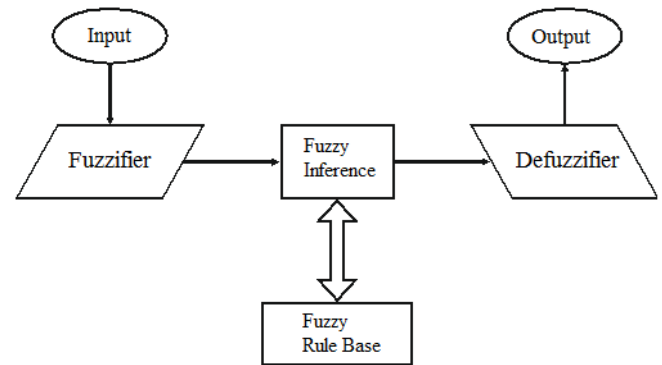 Input
Output
Fuzzifier
Fuzzy
Inference
Defuzzifier
Fuzzy
Rule Base